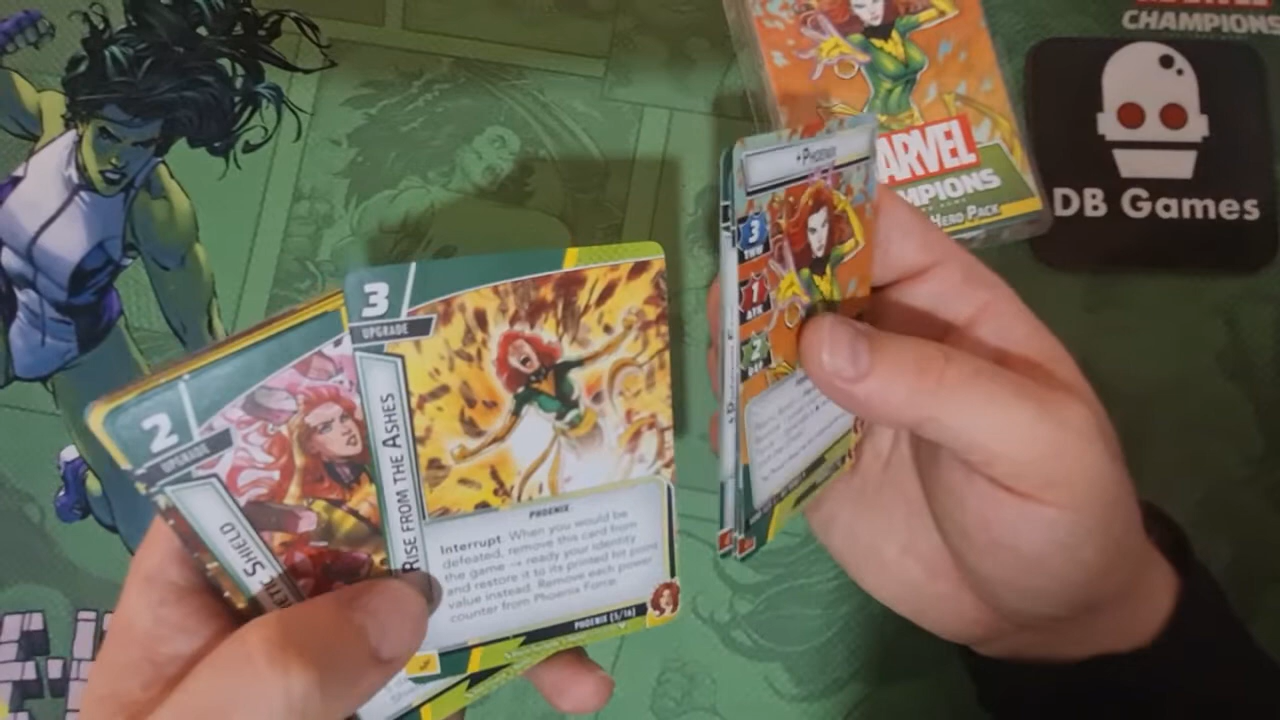 MARVEL
CHAMPIONS
DB Games
ARVEL
MPIONS
HERO PACK
PHOENIX
3
THW
1
ATK
2
DEF
3
UPGRADE
RISE FROM THE ASHES
PHOENIX
Interrupt: When you would be
defeated, remove this card from
the game → ready your identity
and restore it to its printed hit point
value instead. Remove each power
counter from Phoenix Force.
PHOENIX (5/16)
2
UPGRADE
ETIC SHIELD